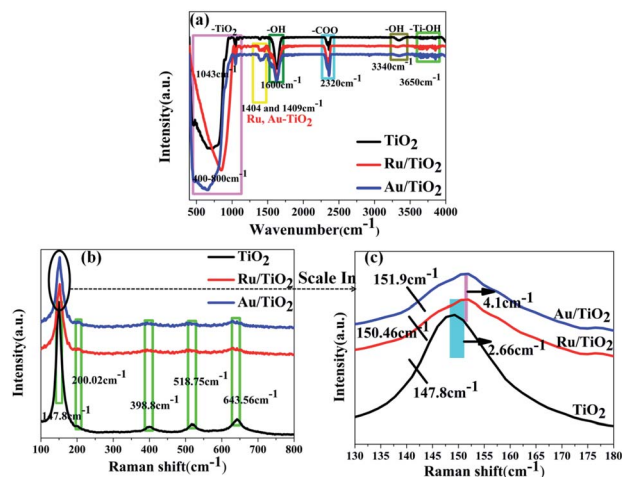 (a)
-TiO2
-OH
-COO
-OH
-Ti-OH
1043cm-1
1600cm-1
2320cm-1
3340cm-1
3650cm-1
1404 and 1409cm-1
Ru, Au-TiO2
400-800cm-1
TiO2
Ru/TiO2
Au/TiO2
Intensity(a.u.)
500 1000 1500 2000 2500 3000 3500 4000
Wavenumber(cm-1)
(b)
TiO2
Ru/TiO2
Au/TiO2
Scale In
147.8cm-1
200.02cm-1
398.8cm-1
518.75cm-1
643.56cm-1
Intensity(a.u.)
100 200 300 400 500 600 700 800
Raman shift(cm-1)
(c)
151.9cm-1
4.1cm-1
Au/TiO2
150.46cm-1
2.66cm-1
Ru/TiO2
147.8cm-1
TiO2
Intensity(a.u.)
130 135 140 145 150 155 160 165 170 175 180
Raman shift(cm-1)